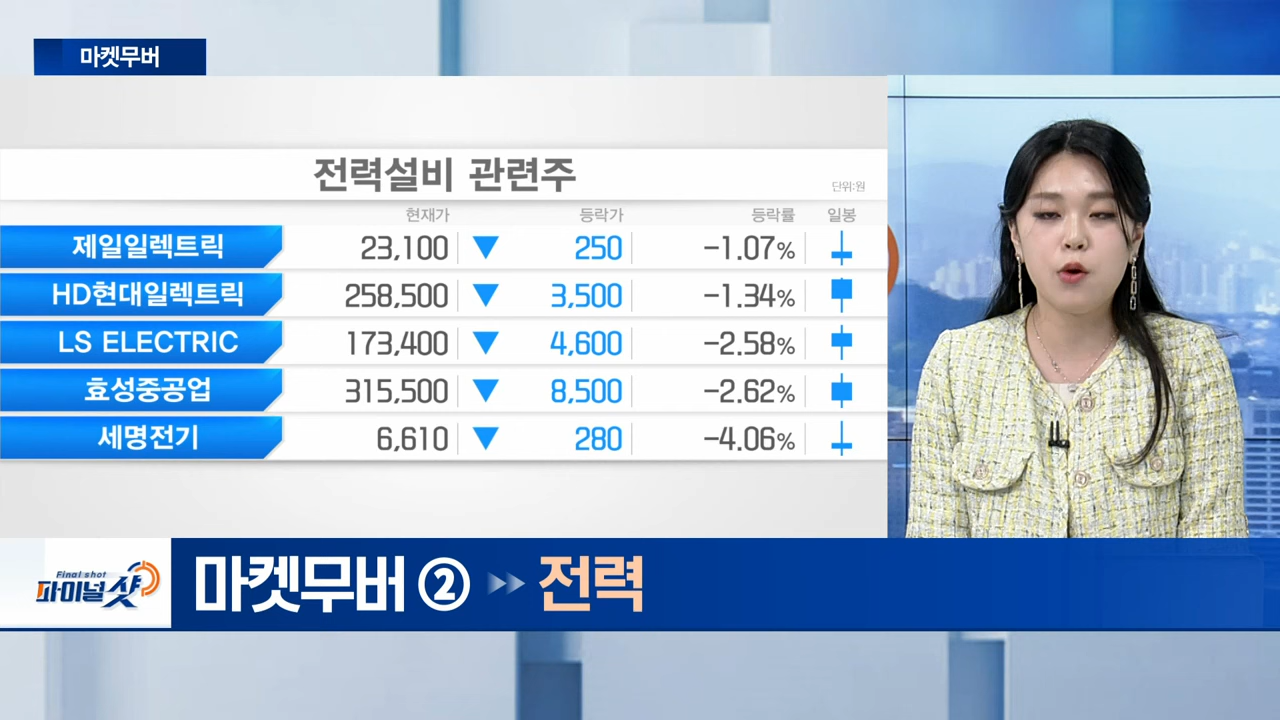 마켓무버
전력설비 관련주
단위:원
현재가 등락가 등락률 일봉
제일일렉트릭 23,100 ▼ 250 -1.07%
HD현대일렉트릭 258,500 ▼ 3,500 -1.34%
LS ELECTRIC 173,400 ▼ 4,600 -2.58%
효성중공업 315,500 ▼ 8,500 -2.62%
세명전기 6,610 ▼ 280 -4.06%
Final shot
파이널샷
마켓무버 ② 전력